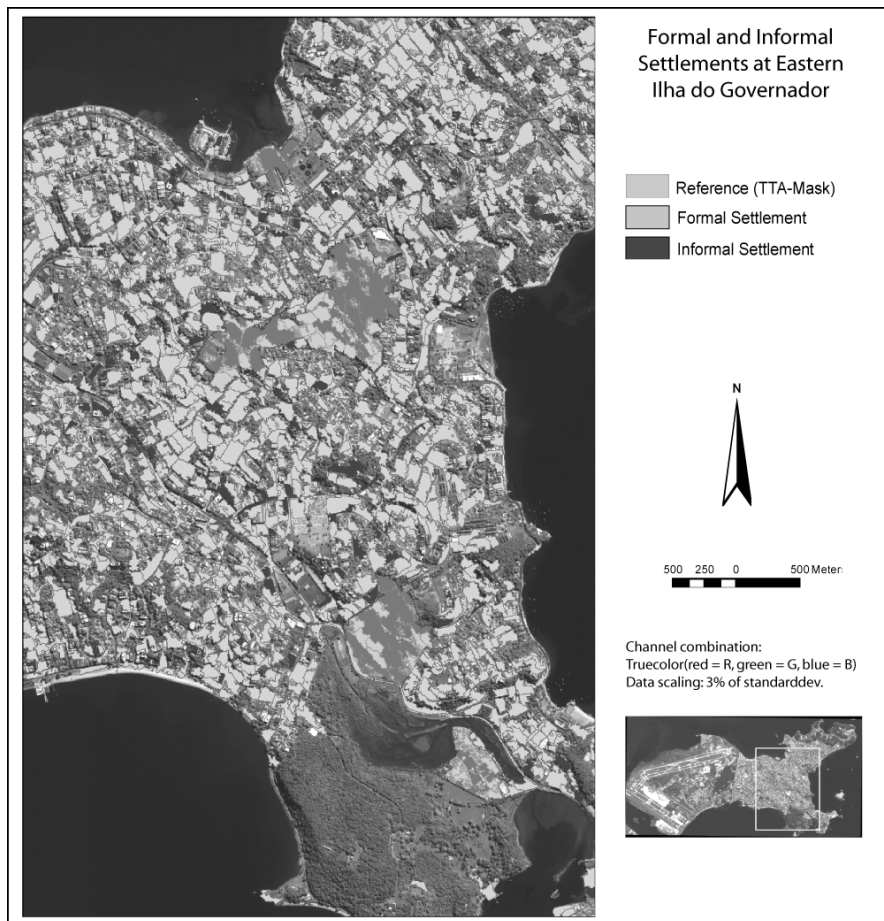 Formal and Informal
Settlements at Eastern
Ilha do Governador
Reference (TTA-Mask)
Formal Settlement
Informal Settlement
N
500 250 0 500 Meters
Channel combination:
Truecolor(red = R, green = G, blue = B)
Data scaling: 3% of standarddev.